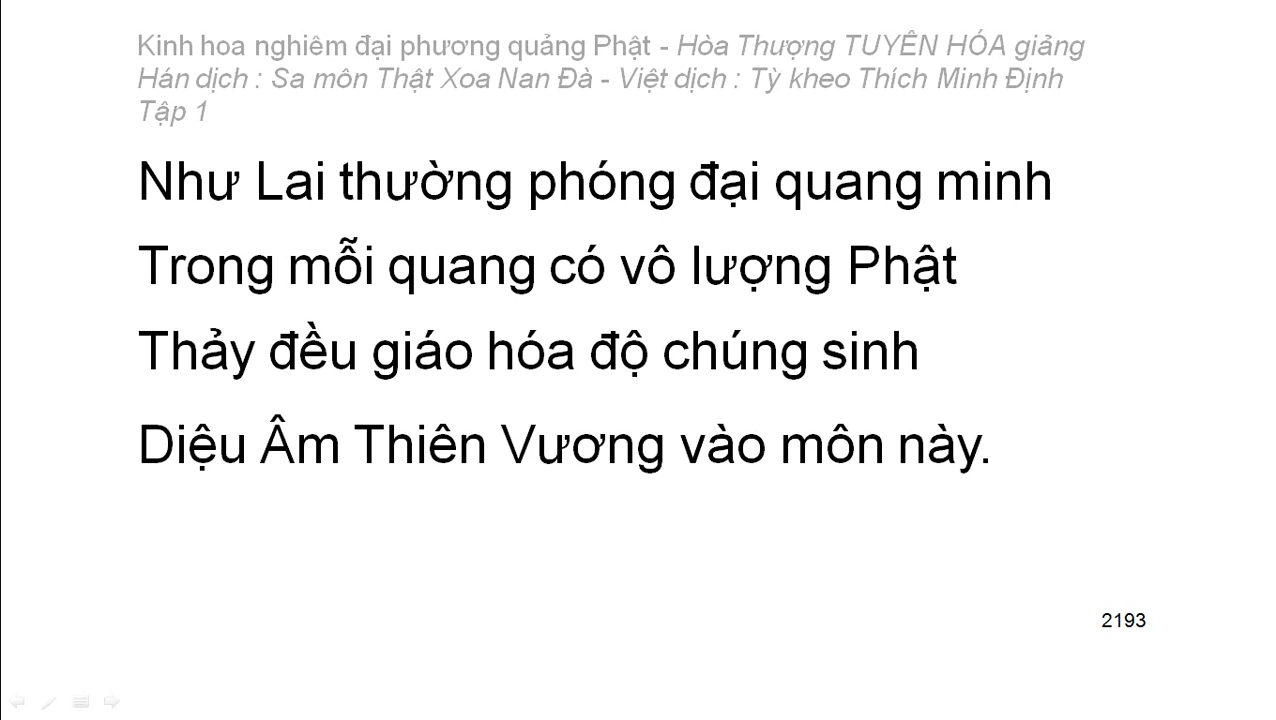 Kinh hoa nghiêm đại phương quảng Phật - Hòa Thượng TUYÊN HÓA giảng
Hán dịch : Sa môn Thật Xoa Nan Đà - Việt dịch : Tỳ kheo Thích Minh Định
Tập 1
Như Lai thường phóng đại quang minh
Trong mỗi quang có vô lượng Phật
Thảy đều giáo hóa độ chúng sinh
Diệu Âm Thiên Vương vào môn này.
2193